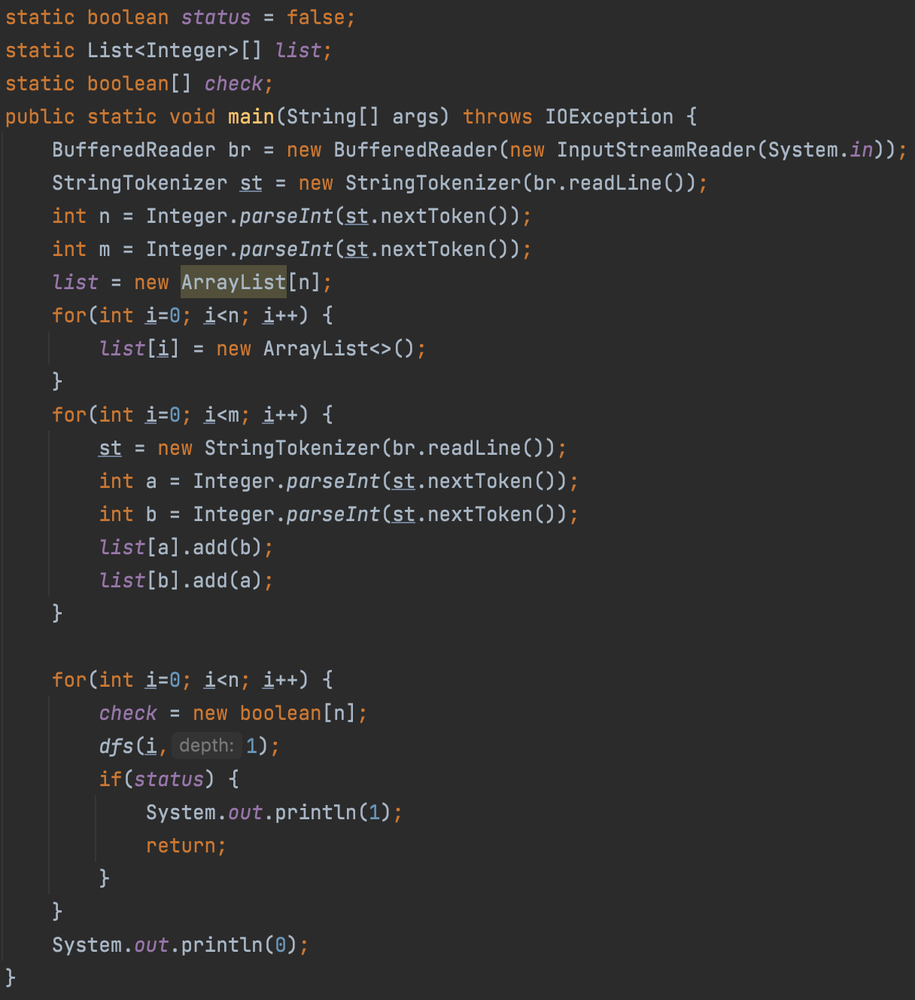 static boolean status = false;
static List<Integer>[] list;
static boolean[] check;
public static void main(String[] args) throws IOException {
    BufferedReader br = new BufferedReader(new InputStreamReader(System.in));
    StringTokenizer st = new StringTokenizer(br.readLine());
    int n = Integer.parseInt(st.nextToken());
    int m = Integer.parseInt(st.nextToken());
    list = new ArrayList[n];
    for(int i=0; i<n; i++) {
        list[i] = new ArrayList<>();
    }
    for(int i=0; i<m; i++) {
        st = new StringTokenizer(br.readLine());
        int a = Integer.parseInt(st.nextToken());
        int b = Integer.parseInt(st.nextToken());
        list[a].add(b);
        list[b].add(a);
    }

    for(int i=0; i<n; i++) {
        check = new boolean[n];
        dfs(i, depth: 1);
        if(status) {
            System.out.println(1);
            return;
        }
    }
    System.out.println(0);
}